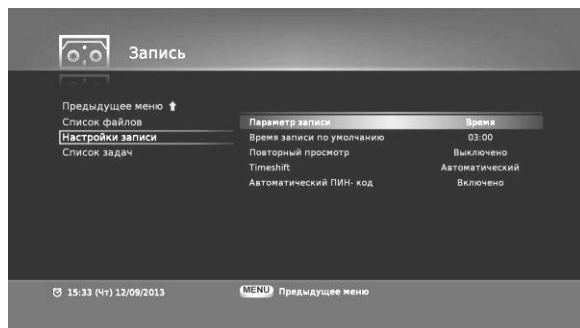 Запись
Предыдущее меню ⬆
Список файлов
Настройки записи
Список задач
Параметр записи Время
Время записи по умолчанию 03:00
Повторный просмотр Выключено
Timeshift Автоматический
Автоматический ПИН- код Включено
15:33 (Чт) 12/09/2013
MENU Предыдущее меню